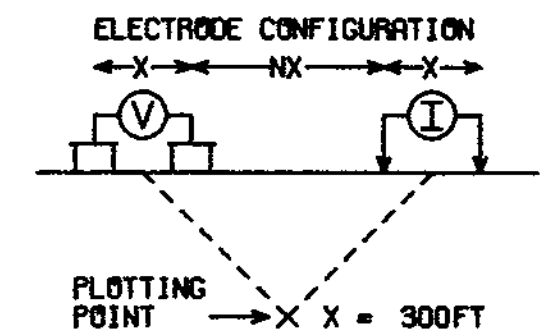 ELECTRODE CONFIGURATION
X NX X
V I
PLOTTING
POINT X X = 300FT